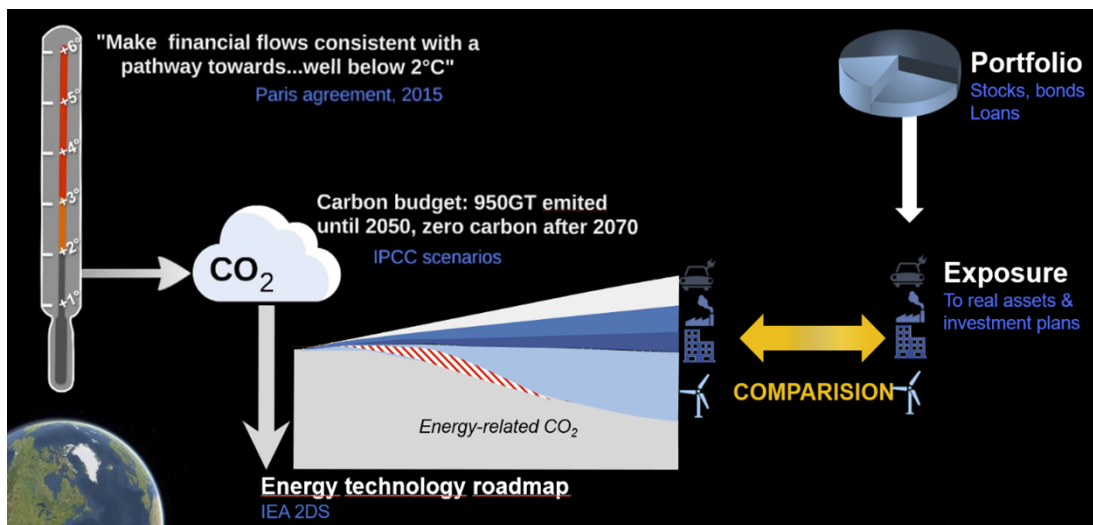 +6°
+5°
+4°
+3°
+2°
+1°
"Make financial flows consistent with a
pathway towards...well below 2°C"
Paris agreement, 2015
Carbon budget: 950GT emited
until 2050, zero carbon after 2070
IPCC scenarios
CO2
Energy-related CO2
Energy technology roadmap
IEA 2DS
Portfolio
Stocks, bonds
Loans
Exposure
To real assets &
investment plans
COMPARISION